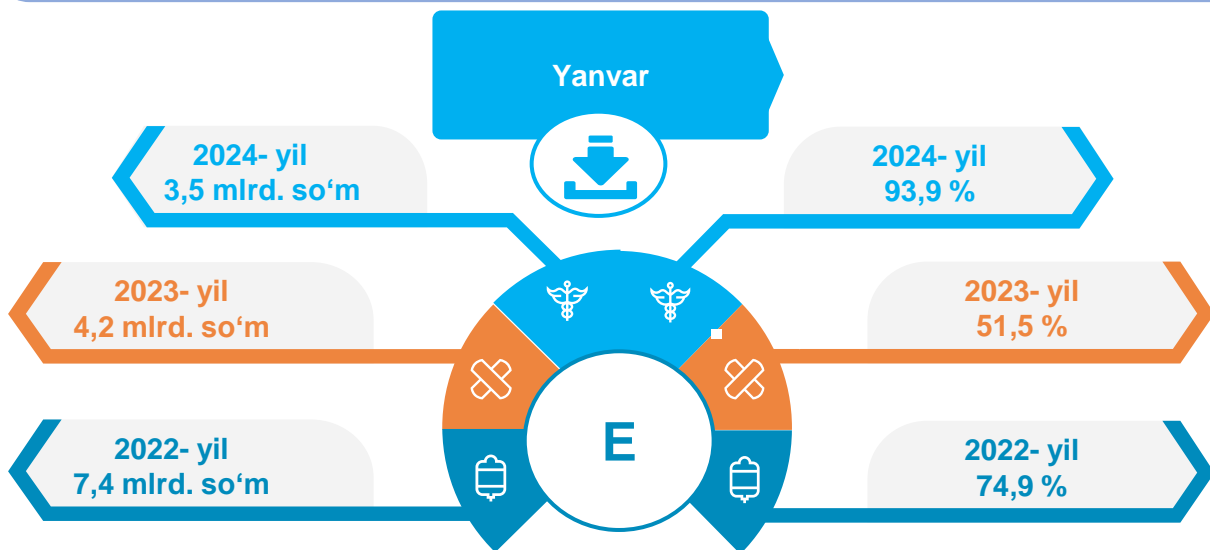 Yanvar
2024- yil
3,5 mlrd. so‘m
2024- yil
93,9 %
2023- yil
4,2 mlrd. so‘m
2023- yil
51,5 %
E
2022- yil
7,4 mlrd. so‘m
2022- yil
74,9 %